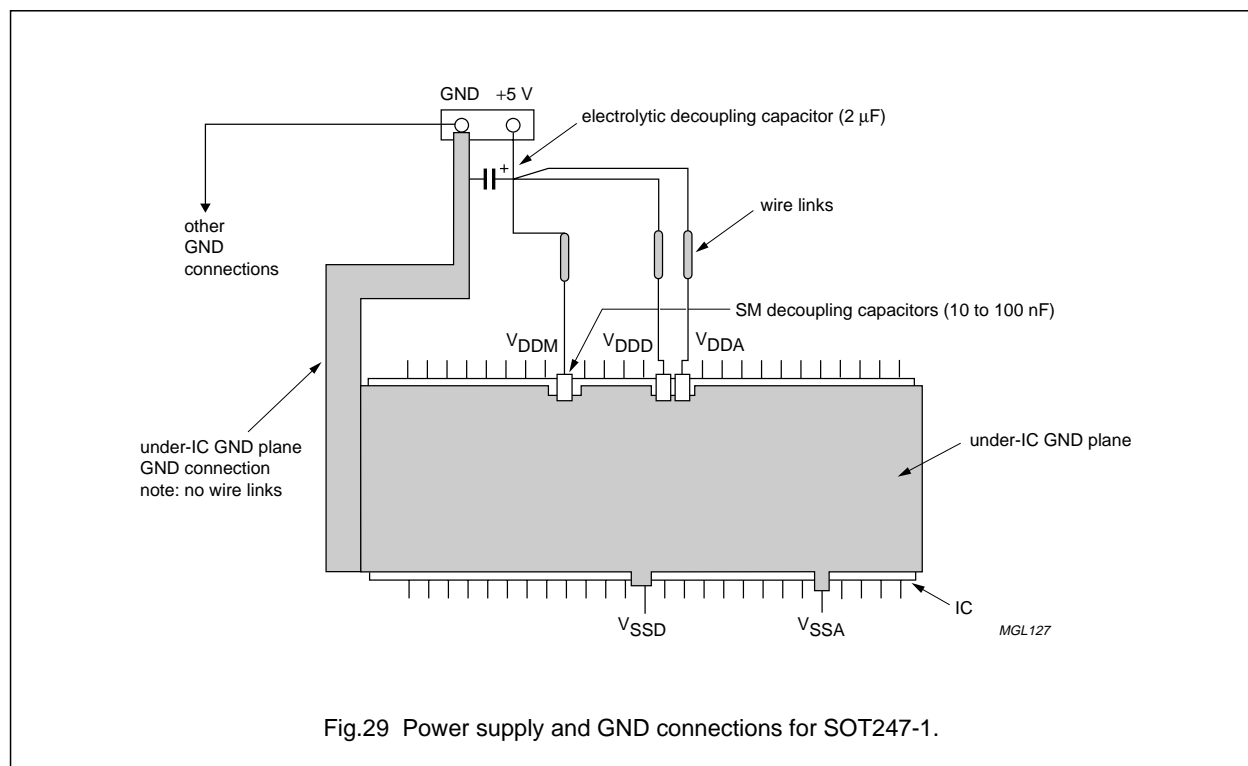 GND +5 V
electrolytic decoupling capacitor (2 μF)
+
wire links
other
GND
connections
SM decoupling capacitors (10 to 100 nF)
VDDM VDDD VDDA
under-IC GND plane
GND connection
note: no wire links
under-IC GND plane
IC
VSSD VSSA
MGL127
Fig.29 Power supply and GND connections for SOT247-1.